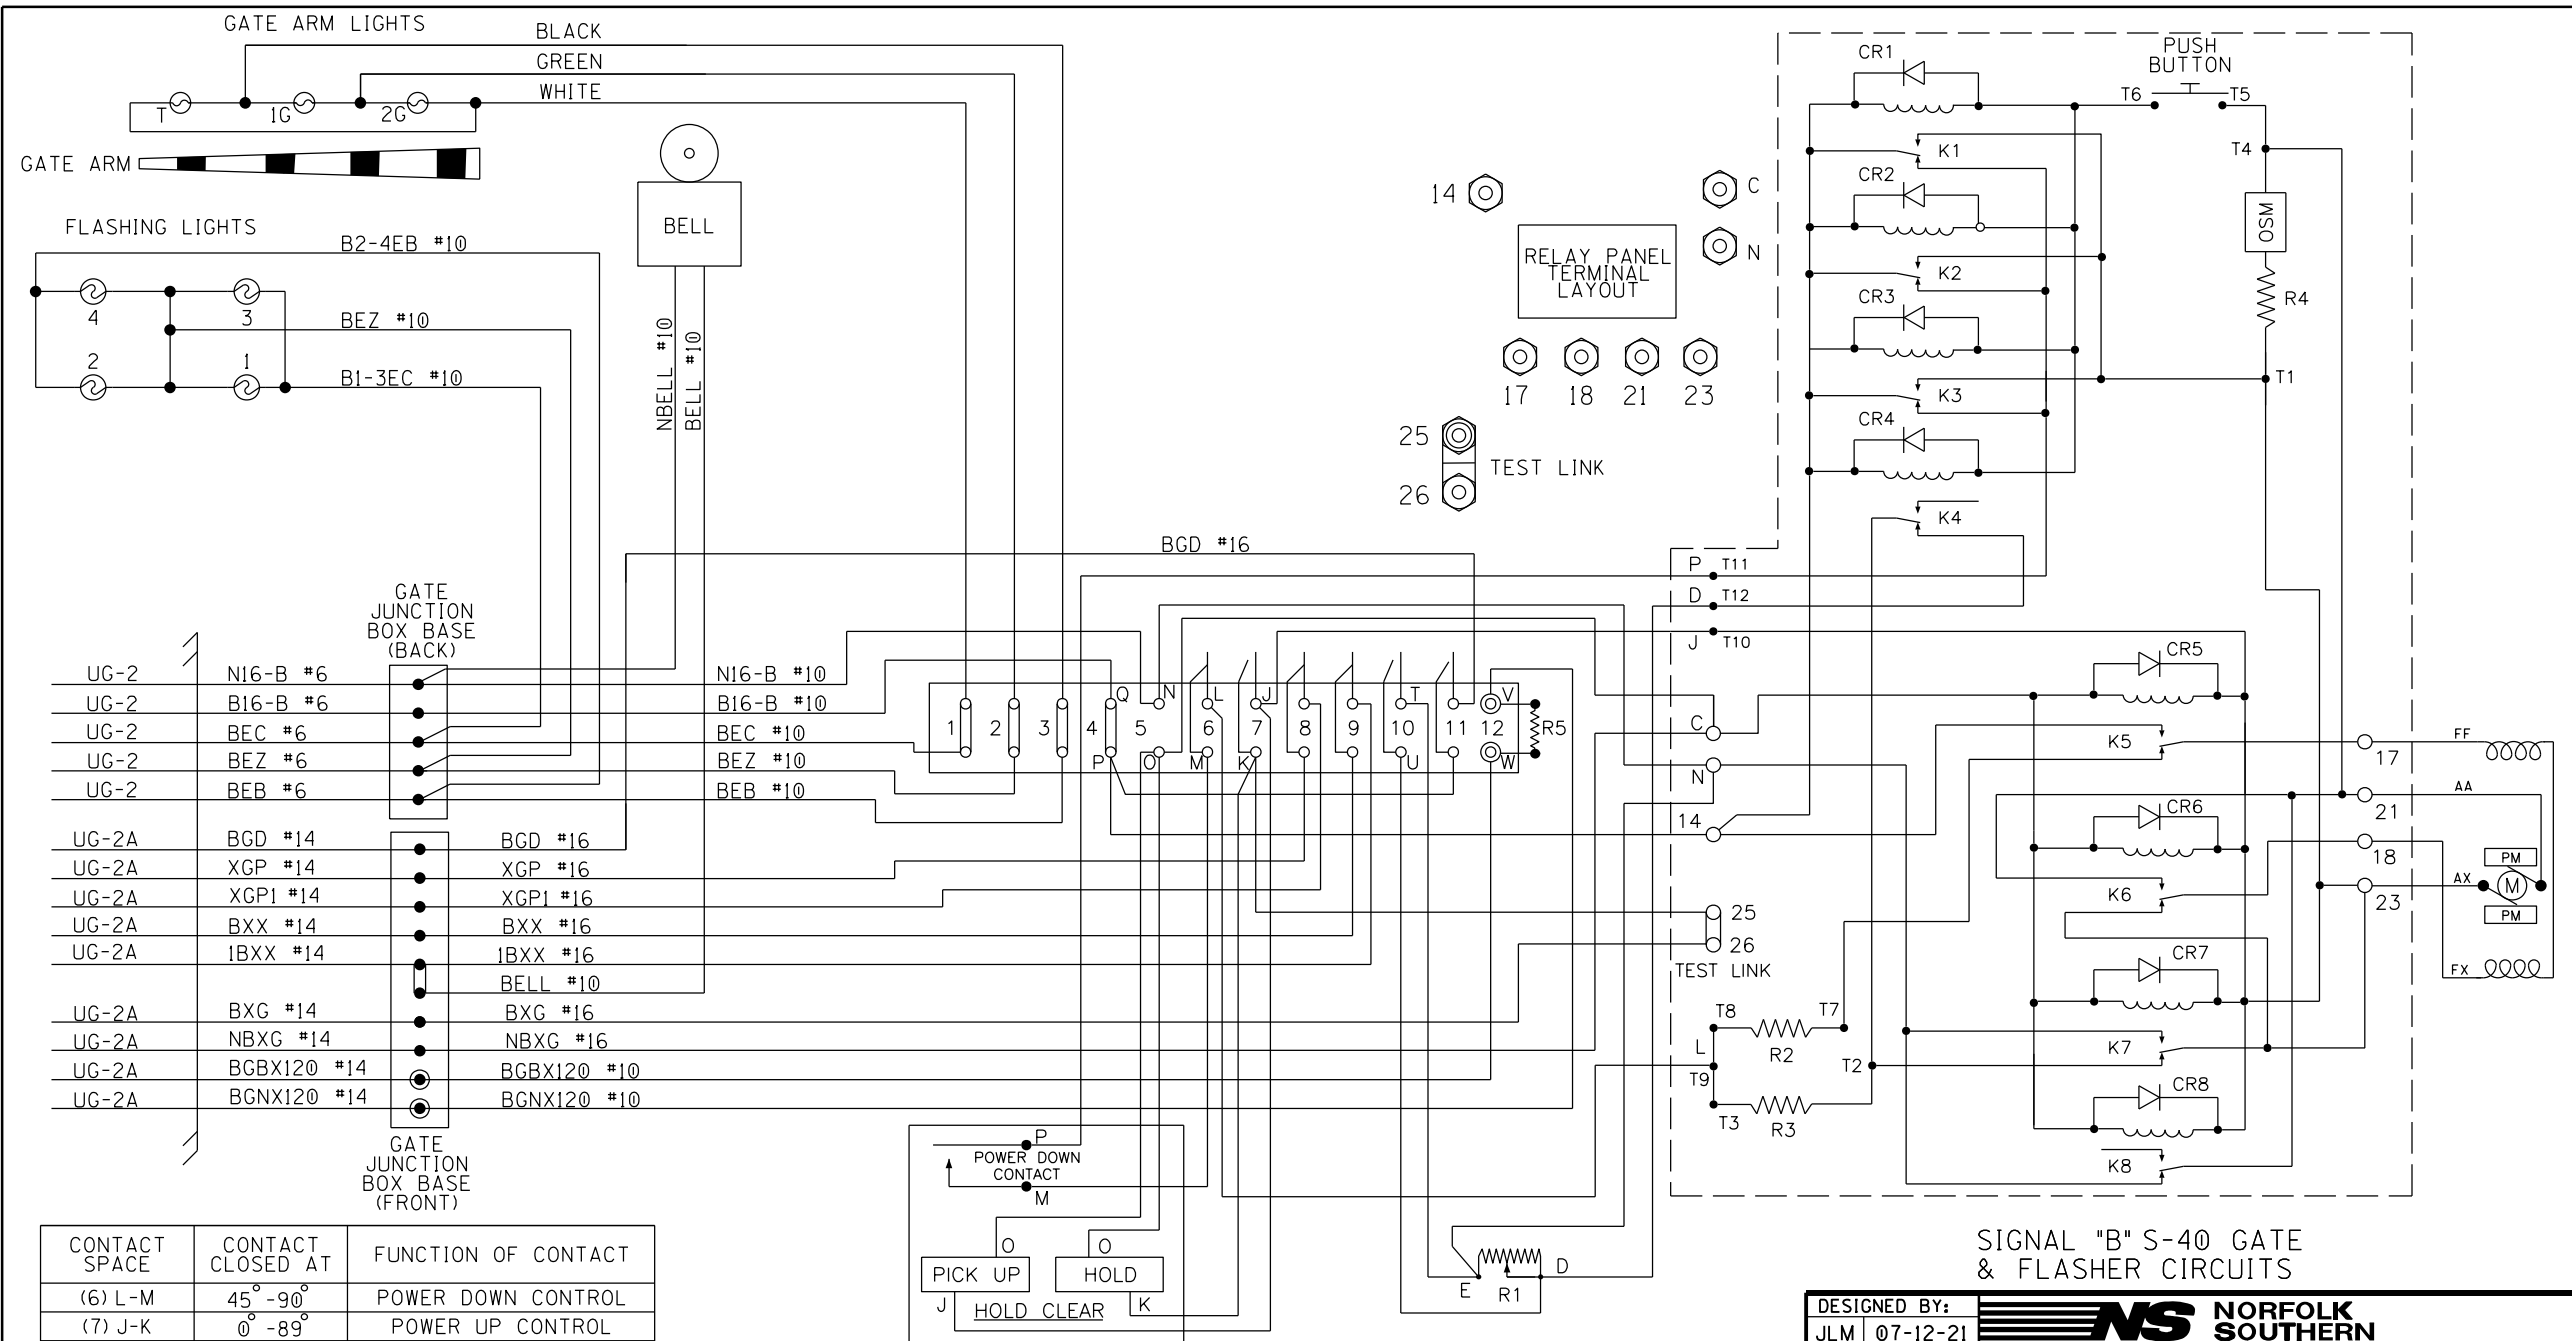 GATE ARM LIGHTS
BLACK
GREEN
WHITE
T
1G
2G
GATE ARM
FLASHING LIGHTS
B2-4EB #10
4
3
BEZ #10
2
1
B1-3EC #10
BELL
NBELL #10
BELL #10
14
C
N
RELAY PANEL
TERMINAL
LAYOUT
17
18
21
23
25
26
TEST LINK
CR1
PUSH
BUTTON
T6
T5
K1
T4
CR2
OSM
K2
CR3
R4
K3
T1
CR4
K4
BGD #16
P
T11
D
T12
J
T10
GATE
JUNCTION
BOX BASE
(BACK)
UG-2
N16-B #6
N16-B #10
UG-2
B16-B #6
B16-B #10
UG-2
BEC #6
BEC #10
UG-2
BEZ #6
BEZ #10
UG-2
BEB #6
BEB #10
Q
N
L
J
T
V
1
2
3
4
5
6
7
8
9
10
11
12
R5
P
O
M
K
U
W
C
N
14
25
26
TEST LINK
CR5
K5
FF
17
AA
21
CR6
18
PM
K6
AX
M
23
PM
CR7
FX
T8
T7
L
R2
K7
T2
T9
CR8
T3
R3
K8
UG-2A
BGD #14
BGD #16
UG-2A
XGP #14
XGP #16
UG-2A
XGP1 #14
XGP1 #16
UG-2A
BXX #14
BXX #16
UG-2A
1BXX #14
1BXX #16
BELL #10
UG-2A
BXG #14
BXG #16
UG-2A
NBXG #14
NBXG #16
UG-2A
BGBX120 #14
BGBX120 #10
UG-2A
BGNX120 #14
BGNX120 #10
GATE
JUNCTION
BOX BASE
(FRONT)
P
POWER DOWN
CONTACT
M
O
O
PICK UP
HOLD
J
HOLD CLEAR
K
E
R1
D
CONTACT SPACE
CONTACT CLOSED AT
FUNCTION OF CONTACT
(6) L-M
45°-90°
POWER DOWN CONTROL
(7) J-K
0°-89°
POWER UP CONTROL
SIGNAL "B" S-40 GATE
& FLASHER CIRCUITS
DESIGNED BY:
JLM 07-12-21
NS NORFOLK
SOUTHERN